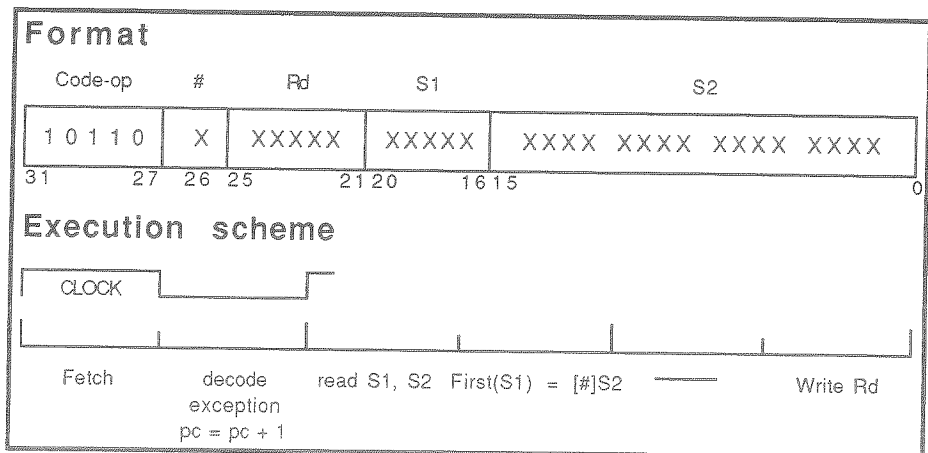 Format
Code-op # Rd S1 S2
1 0 1 1 0 X XXXXX XXXXX XXXX XXXX XXXX XXXX
31 27 26 25 21 20 16 15 0
Execution scheme
CLOCK
Fetch decode read S1, S2 First(S1) = [#]S2 Write Rd
exception
pc = pc + 1